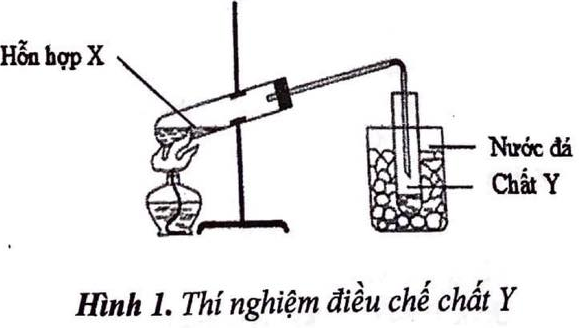 Hỗn hợp X
Nước đá
Chất Y
Hình 1. Thí nghiệm điều chế chất Y